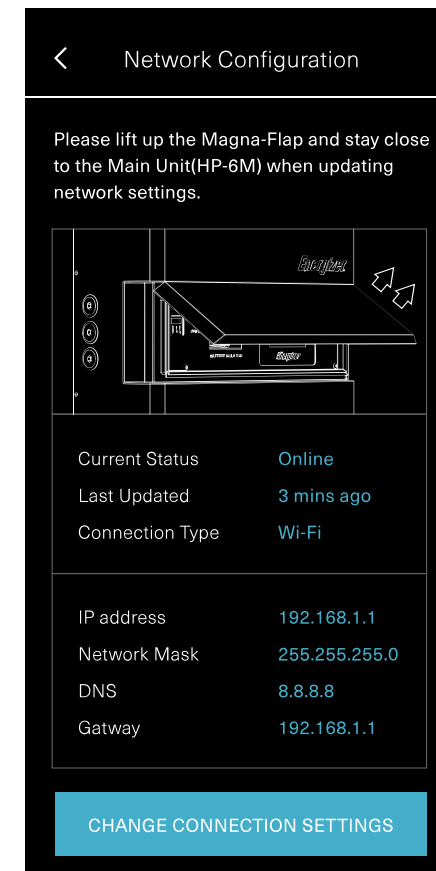 Network Configuration
Please lift up the Magna-Flap and stay close
to the Main Unit(HP-6M) when updating
network settings.
Energizer
Energizer
Current Status Online
Last Updated 3 mins ago
Connection Type Wi-Fi
IP address 192.168.1.1
Network Mask 255.255.255.0
DNS 8.8.8.8
Gatway 192.168.1.1
CHANGE CONNECTION SETTINGS